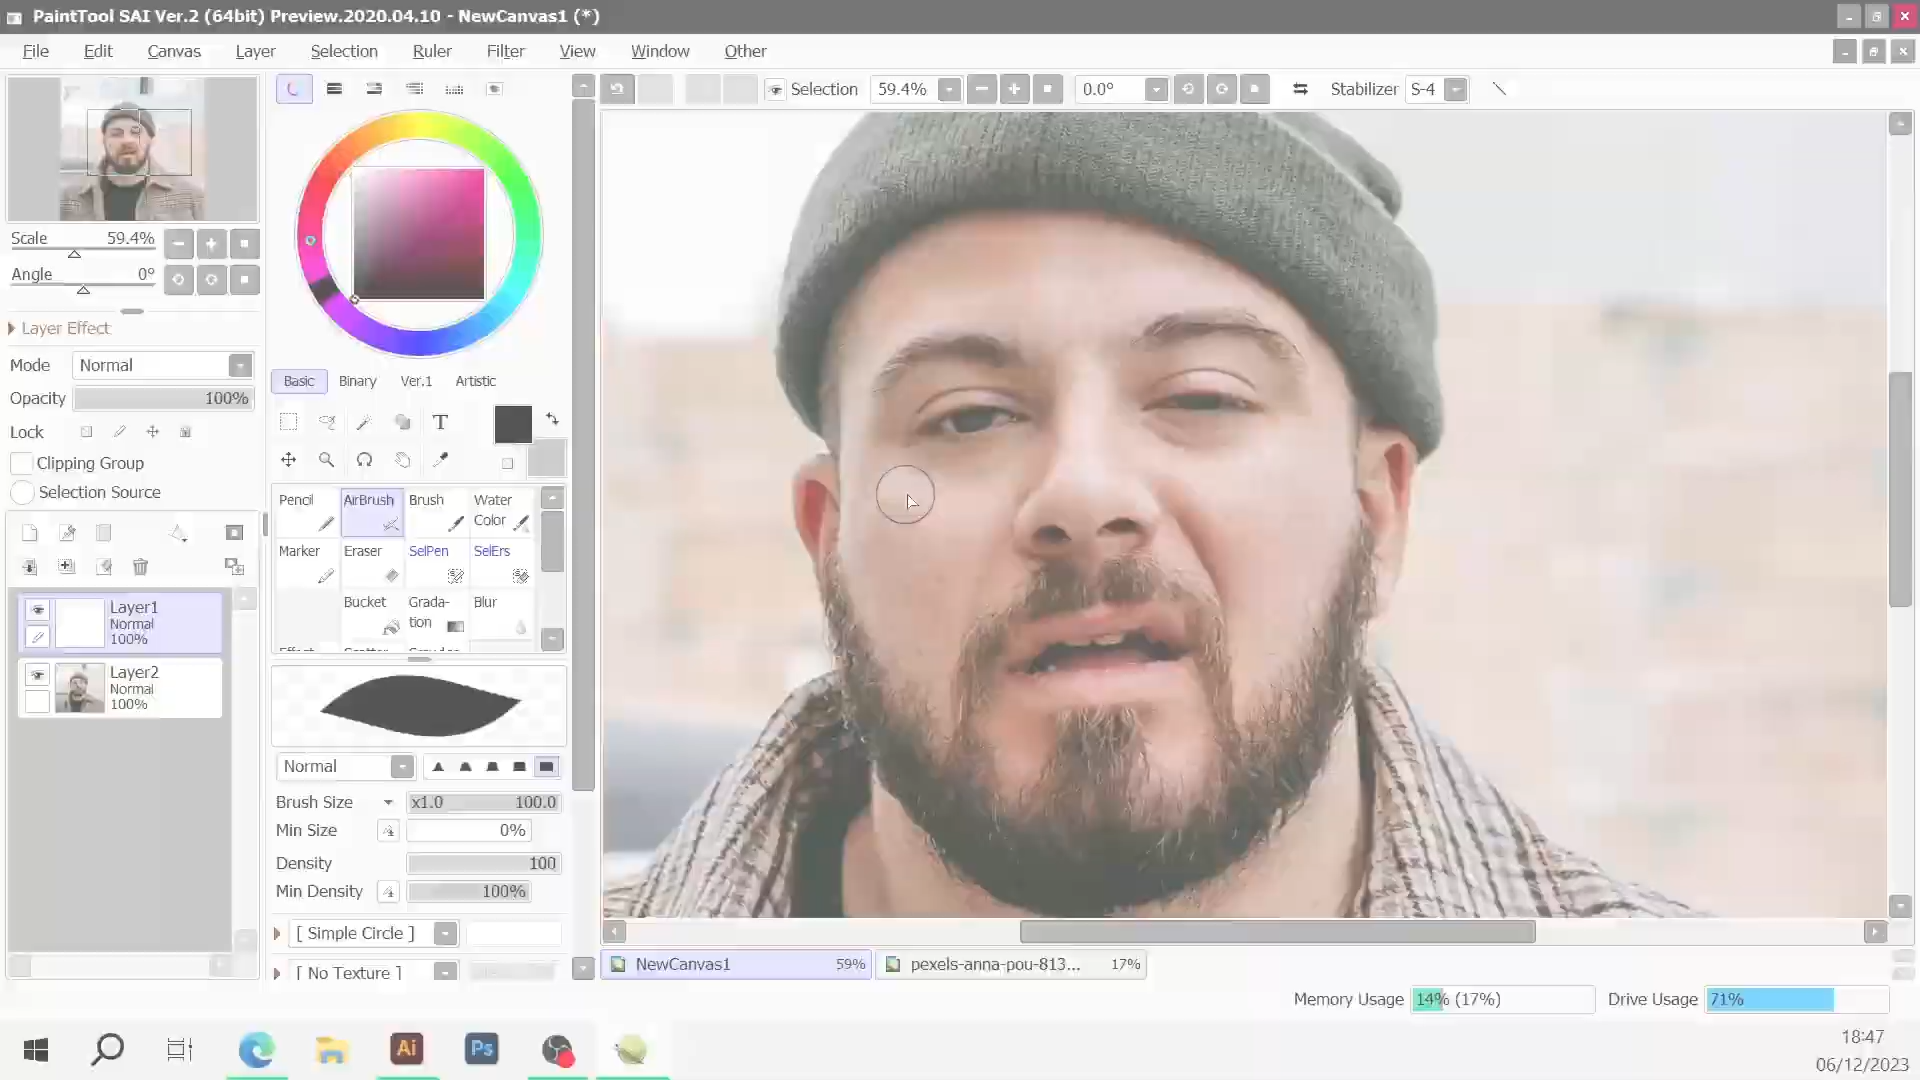 PaintTool SAI Ver.2 (64bit) Preview.2020.04.10 - NewCanvas1 (*)
File Edit Canvas Layer Selection Ruler Filter View Window Other
Selection 59.4% 0.0° Stabilizer S-4
Scale 59.4%
Angle 0°
Layer Effect
Mode Normal
Opacity 100%
Lock
Clipping Group
Selection Source
Layer1
Normal
100%
Layer2
Normal
100%
Basic Binary Ver.1 Artistic
T
Pencil AirBrush Brush Water
Color
Marker Eraser SelPen SelErs
Bucket Grada-
tion Blur
Normal
Brush Size x1.0 100.0
Min Size 0%
Density 100
Min Density 100%
[ Simple Circle ]
[ No Texture ]
NewCanvas1 59% pexels-anna-pou-813... 17%
Memory Usage 14% (17%) Drive Usage 71%
Ai Ps
18:47
06/12/2023